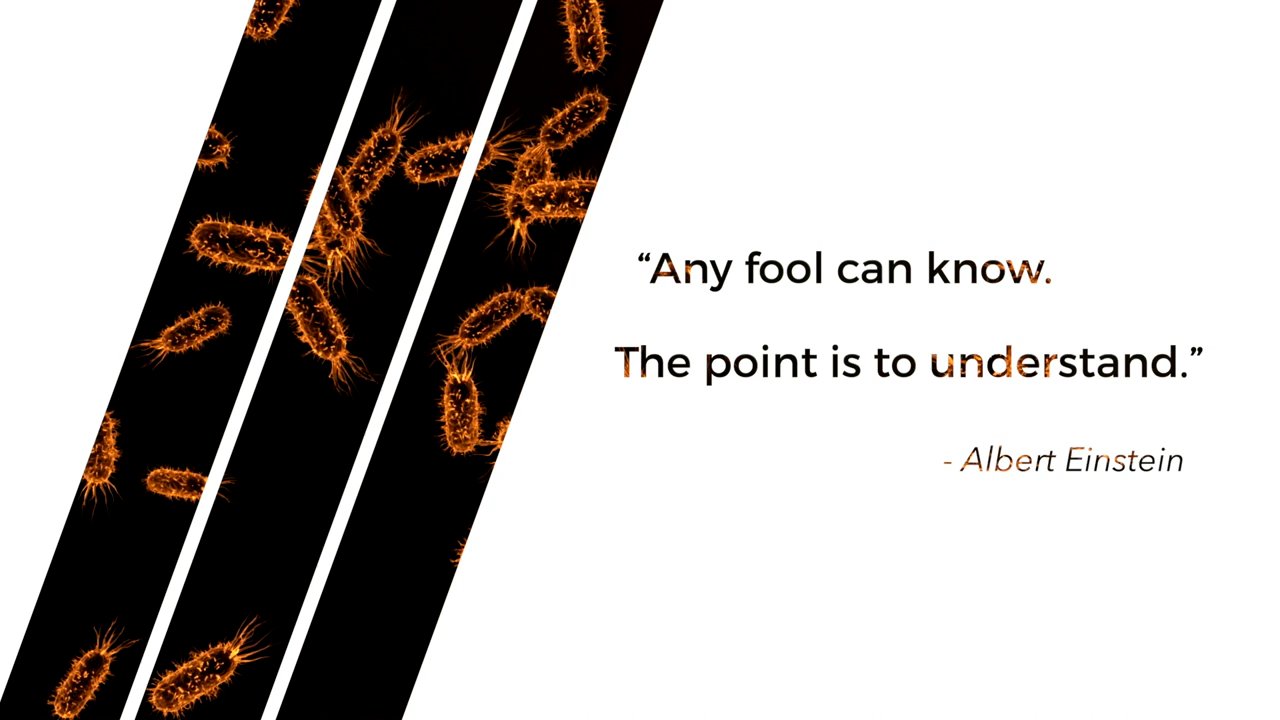 “Any fool can know.
The point is to understand.”
- Albert Einstein